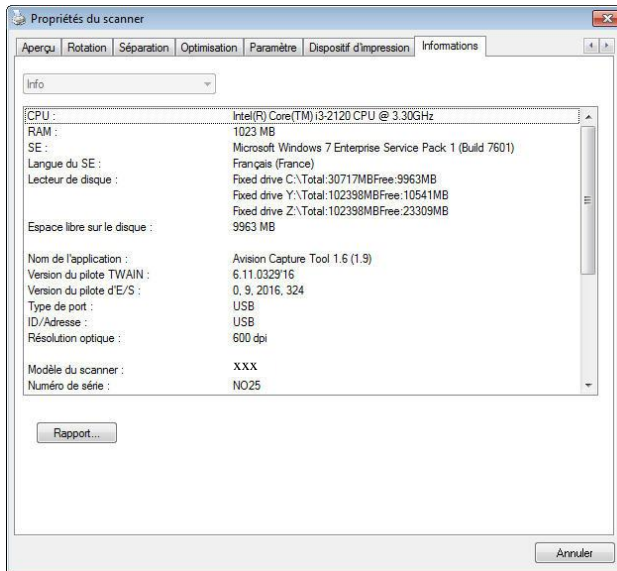 Propriétés du scanner
Aperçu Rotation Séparation Optimisation Paramètre Dispositif d'impression Informations
Info
CPU : Intel(R) Core(TM) i3-2120 CPU @ 3.30GHz
RAM : 1023 MB
SE : Microsoft Windows 7 Enterprise Service Pack 1 (Build 7601)
Langue du SE : Français (France)
Lecteur de disque : Fixed drive C:\Total:30717MBFree:9963MB
Fixed drive Y:\Total:102398MBFree:10541MB
Fixed drive Z:\Total:102398MBFree:23309MB
Espace libre sur le disque : 9963 MB
Nom de l'application : Avision Capture Tool 1.6 (1.9)
Version du pilote TWAIN : 6.11.0329'16
Version du pilote d'E/S : 0, 9, 2016, 324
Type de port : USB
ID/Adresse : USB
Résolution optique : 600 dpi
Modèle du scanner : xxx
Numéro de série : NO25
Rapport...
Annuler